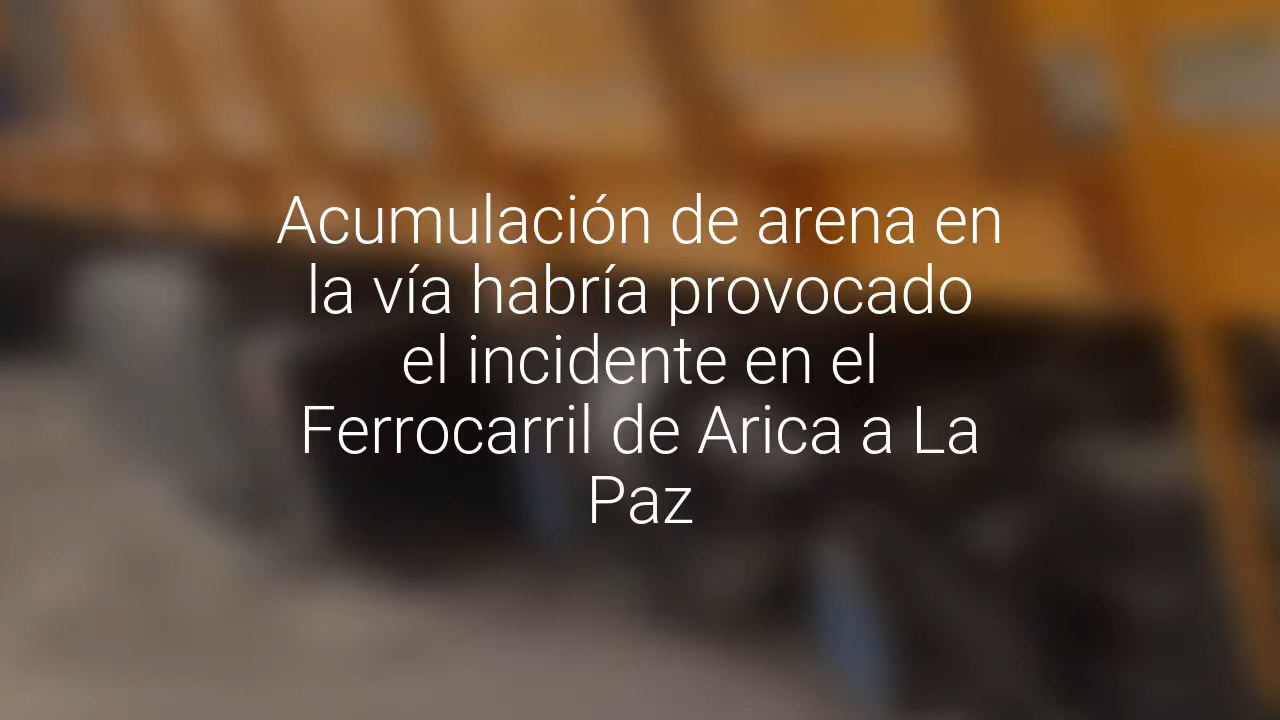 Acumulación de arena en
la vía habría provocado
el incidente en el
Ferrocarril de Arica a La
Paz